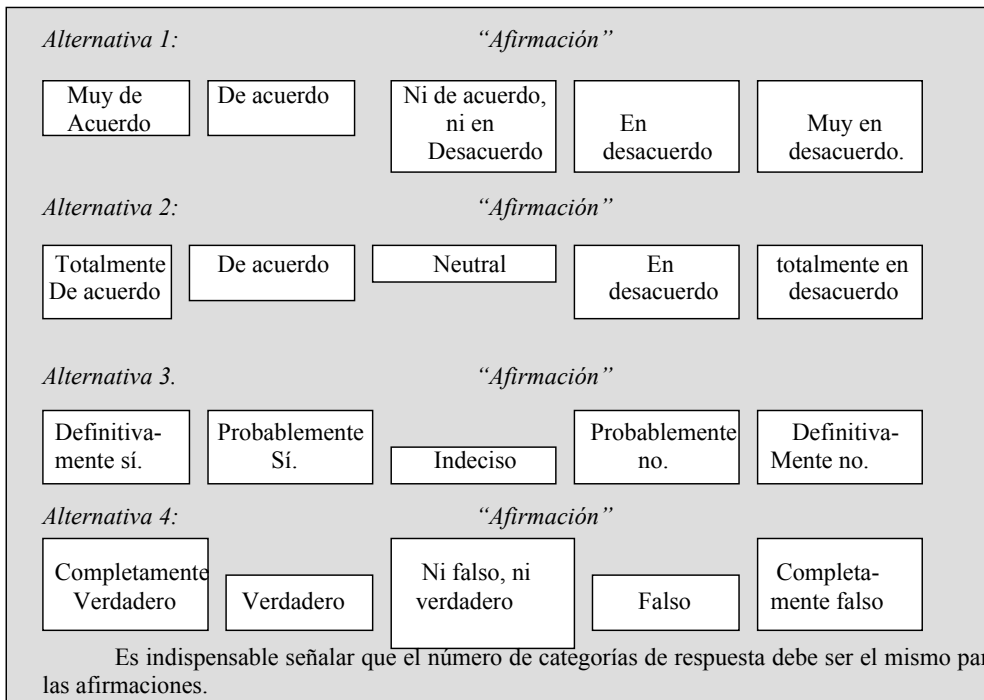 Alternativa 1: “Afirmación”
Muy de Acuerdo De acuerdo Ni de acuerdo, ni en Desacuerdo En desacuerdo Muy en desacuerdo.
Alternativa 2: “Afirmación”
Totalmente De acuerdo De acuerdo Neutral En desacuerdo totalmente en desacuerdo
Alternativa 3. “Afirmación”
Definitiva- mente sí. Probablemente Sí. Indeciso Probablemente no. Definitiva- Mente no.
Alternativa 4: “Afirmación”
Completamente Verdadero Verdadero Ni falso, ni verdadero Falso Completa- mente falso
Es indispensable señalar que el número de categorías de respuesta debe ser el mismo par
las afirmaciones.